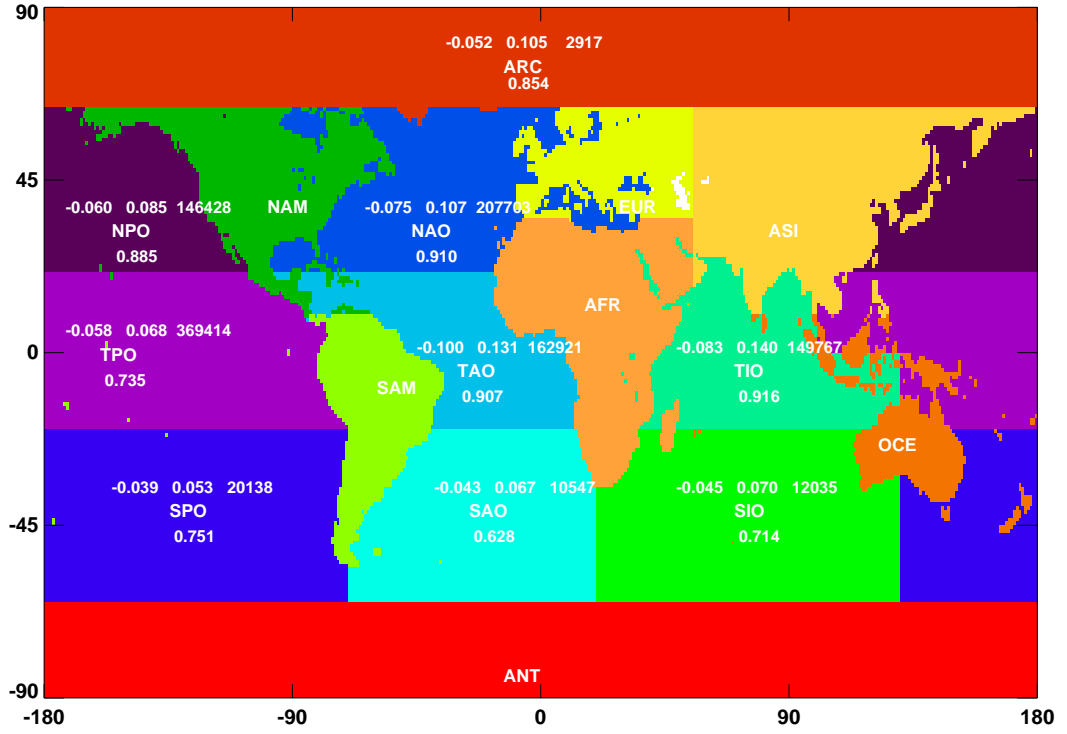 90
-0.052 0.105 2917
ARC
0.854
45
-0.060 0.085 146428
NAM
-0.075 0.107 207703
EUR
NPO
NAO
ASI
0.885
0.910
AFR
-0.058 0.068 369414
0
TPO
-0.100 0.131 162921
-0.083 0.140 149767
0.735
TAO
TIO
SAM
0.907
0.916
OCE
-0.039 0.053 20138
-0.043 0.067 10547
-0.045 0.070 12035
SPO
SAO
SIO
-45
0.751
0.628
0.714
ANT
-90
-180
-90
0
90
180